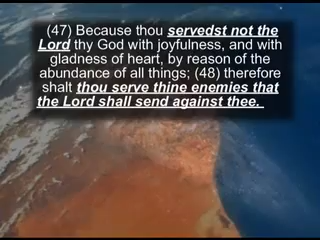 (47) Because thou servedst not the
Lord thy God with joyfulness, and with
gladness of heart, by reason of the
abundance of all things; (48) therefore
shalt thou serve thine enemies that
the Lord shall send against thee.